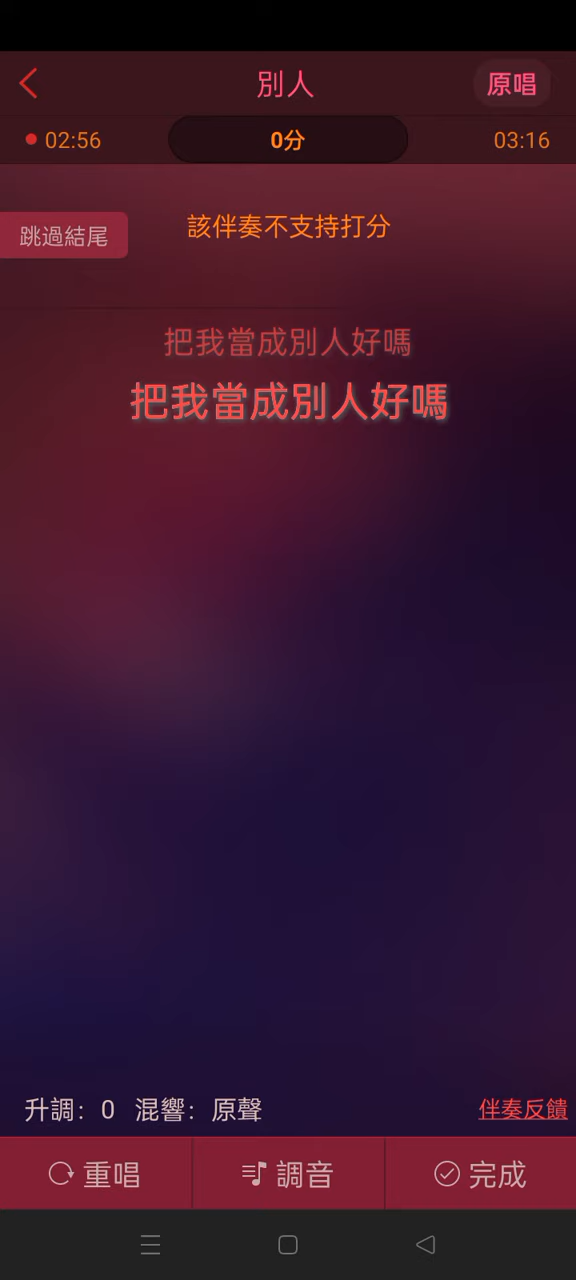 別人
原唱
02:56
0分
03:16
跳過結尾
該伴奏不支持打分
把我當成別人好嗎
把我當成別人好嗎
升調: 0 混響: 原聲
伴奏反饋
重唱
調音
完成